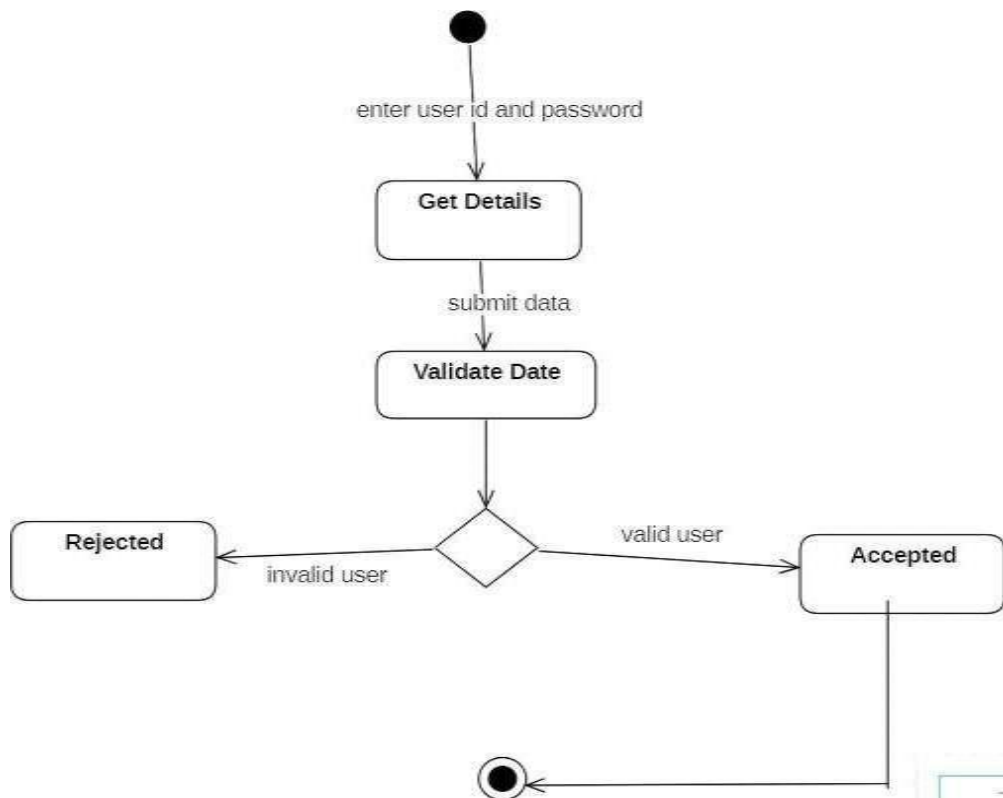 enter user id and password
Get Details
submit data
Validate Date
valid user
Rejected
Accepted
invalid user